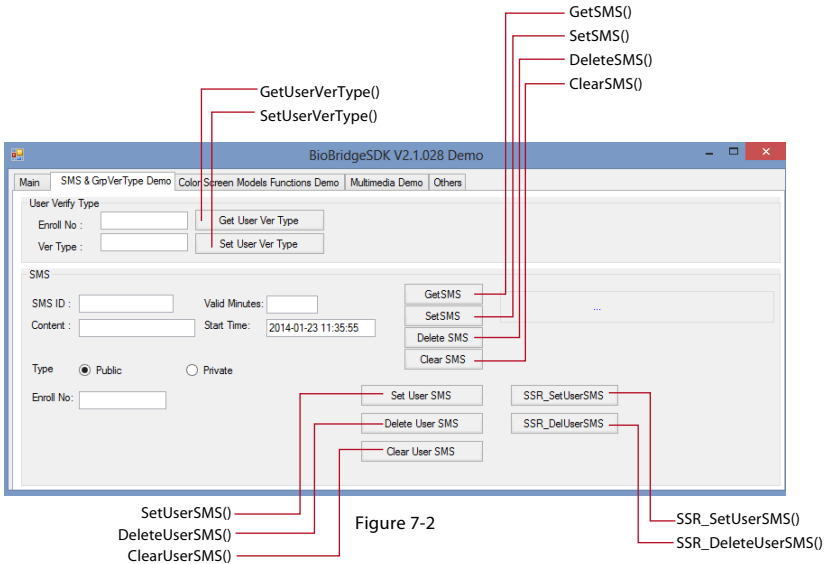 GetSMS()
SetSMS()
DeleteSMS()
ClearSMS()
GetUserVerType()
SetUserVerType()
BioBridgeSDK V2.1.028 Demo
Main SMS & GrpVerType Demo Color Screen Models Functions Demo Multimedia Demo Others
User Verify Type
Enroll No :
Get User Ver Type
Ver Type :
Set User Ver Type
SMS
SMS ID :
Valid Minutes:
GetSMS
...
Content :
Start Time: 2014-01-23 11:35:55
SetSMS
Delete SMS
Clear SMS
Type Public Private
Enroll No:
Set User SMS
SSR_SetUserSMS
Delete User SMS
SSR_DelUserSMS
Clear User SMS
SetUserSMS()
DeleteUserSMS()
ClearUserSMS()
Figure 7-2
SSR_SetUserSMS()
SSR_DeleteUserSMS()